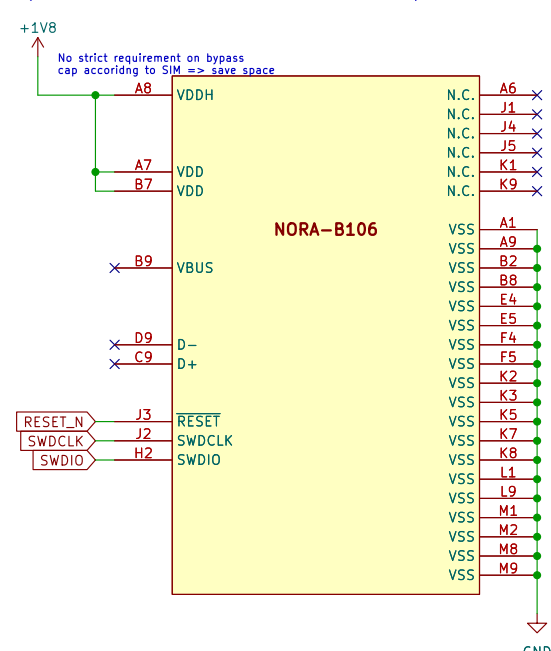 +1V8
No strict requirement on bypass
cap accoridng to SIM => save space
A8 VDDH
A7 VDD
B7 VDD
B9 VBUS
D9 D-
C9 D+
RESET_N J3 RESET
SWDCLK J2 SWDCLK
SWDIO H2 SWDIO
NORA-B106
N.C. A6
N.C. J1
N.C. J4
N.C. J5
N.C. K1
N.C. K9
VSS A1
VSS A9
VSS B2
VSS B8
VSS E4
VSS E5
VSS F4
VSS F5
VSS K2
VSS K3
VSS K5
VSS K7
VSS K8
VSS L1
VSS L9
VSS M1
VSS M2
VSS M8
VSS M9
GND